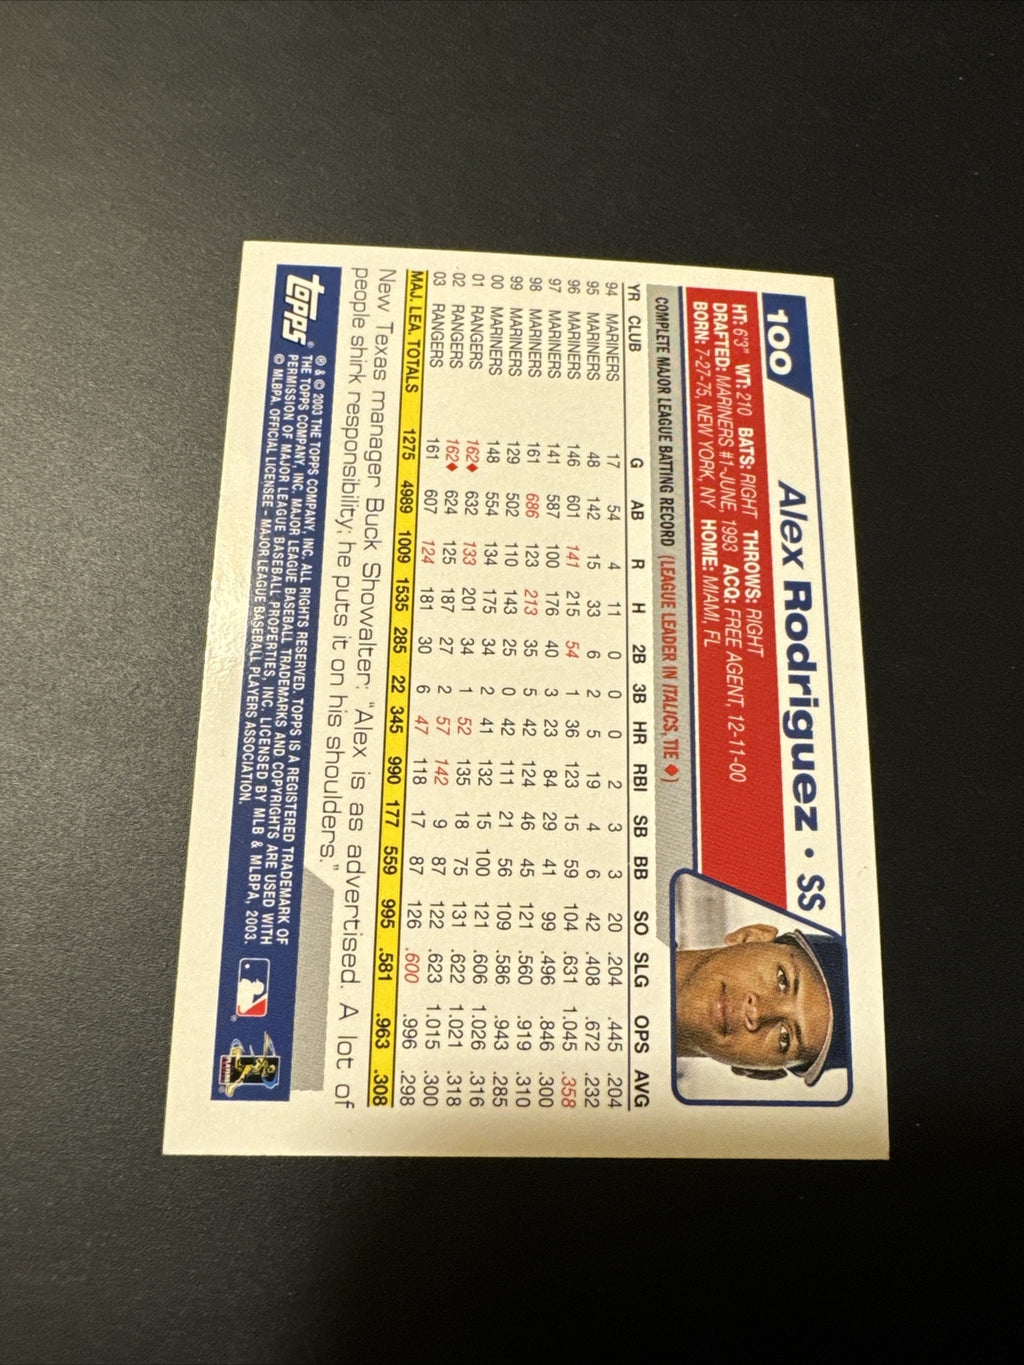 100
Alex Rodriguez • SS
HT: 6'3" WT: 210 BATS: RIGHT THROWS: RIGHT
DRAFTED: MARINERS #1-JUNE, 1993 ACQ: FREE AGENT, 12-11-00
BORN: 7-27-75, NEW YORK, NY HOME: MIAMI, FL
COMPLETE MAJOR LEAGUE BATTING RECORD (LEAGUE LEADER IN ITALICS, TIE ♦)
YR CLUB G AB R H 2B 3B HR RBI SB BB SO SLG OPS AVG
94 MARINERS 17 54 4 11 0 0 0 2 3 3 20 .204 .445 .204
95 MARINERS 48 142 15 33 6 2 5 19 4 6 42 .408 .672 .232
96 MARINERS 146 601 141 215 54 1 36 123 15 59 104 .631 1.045 .358
97 MARINERS 141 587 100 176 40 3 23 84 29 41 99 .496 .846 .300
98 MARINERS 161 686 123 213 35 5 42 124 46 45 121 .560 .919 .310
99 MARINERS 129 502 110 143 25 0 42 111 21 56 109 .586 .943 .285
00 MARINERS 148 554 134 175 34 2 41 132 15 100 121 .606 1.026 .316
01 RANGERS 162♦ 632 133 201 34 1 52 135 18 75 131 .622 1.021 .318
02 RANGERS 162♦ 624 125 187 27 2 57 142 9 87 122 .623 1.015 .300
03 RANGERS 161 607 124 181 30 6 47 118 17 87 126 .600 .996 .298
MAJ. LEA. TOTALS 1275 4989 1009 1535 285 22 345 990 177 559 995 .581 .963 .308
New Texas manager Buck Showalter: "Alex is as advertised. A lot of
people shirk responsibility; he puts it on his shoulders."
topps®
® & © 2003 THE TOPPS COMPANY, INC. ALL RIGHTS RESERVED. TOPPS IS A REGISTERED TRADEMARK OF
THE TOPPS COMPANY, INC. MAJOR LEAGUE BASEBALL TRADEMARKS AND COPYRIGHTS ARE USED WITH
PERMISSION OF MAJOR LEAGUE BASEBALL PROPERTIES, INC. LICENSED BY MLB & MLBPA, 2003.
© MLBPA. OFFICIAL LICENSEE - MAJOR LEAGUE BASEBALL PLAYERS ASSOCIATION.